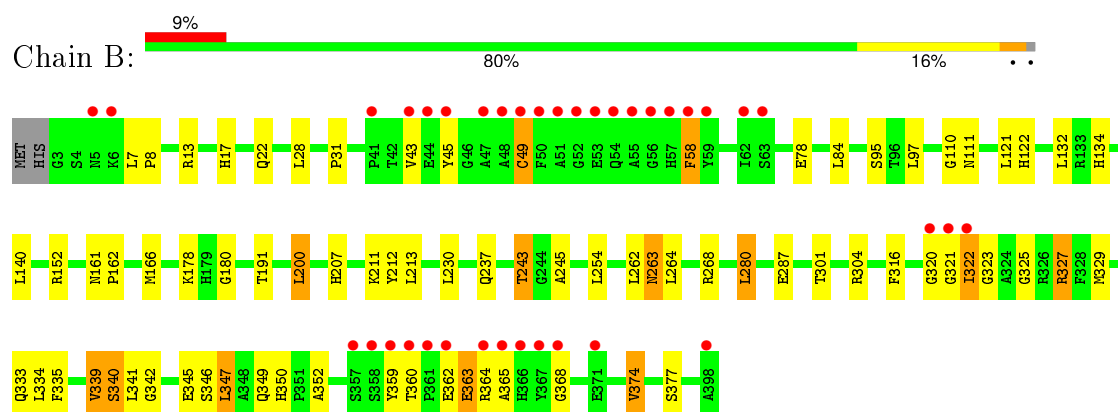 9%
Chain B:
80% 16% • •
MET HIS G3 S4 N5 K6 L7 P8 R13 H17 Q22 L28 P31 P41 T42 V43 E44 Y45 G46 A47 A48 C49 F50 A51 G52 E53 Q54 A55 G56 H57 F58 Y59 I62 S63 E78 L84 S95 T96 L97 G110 N111 L121 H122 L132 R133 H134
L140 R152 N161 P162 M166 K178 H179 G180 T191 L200 H207 K211 Y212 L213 L230 Q237 T243 G244 A245 L254 L262 N263 L264 R268 L280 E287 T301 R304 F316 G320 G321 I322 G323 A324 G325 R326 R327 F328 M329
Q333 L334 F335 V339 S340 L341 G342 E345 S346 L347 A348 Q349 H350 P351 A352 S357 S358 Y359 T360 P361 E362 E363 R364 A365 H366 Y367 G368 E371 V374 S377 A398